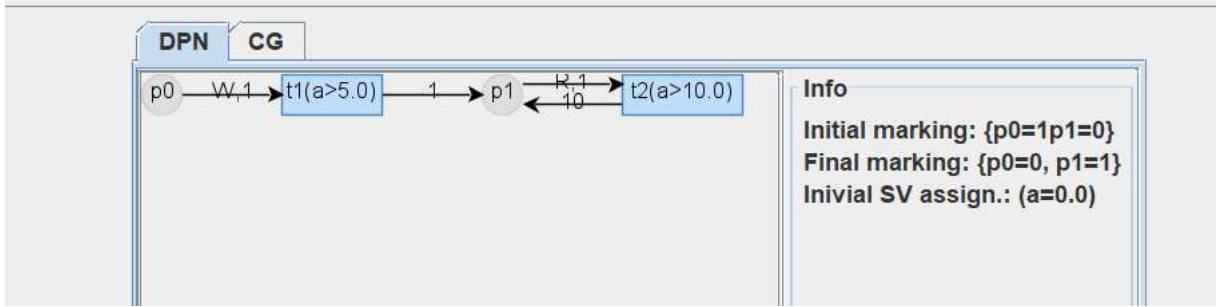 DPN CG
p0 W,1 t1(a>5.0) 1 p1 R,1 t2(a>10.0)
10
Info
Initial marking: {p0=1p1=0}
Final marking: {p0=0, p1=1}
Inivial SV assign.: (a=0.0)